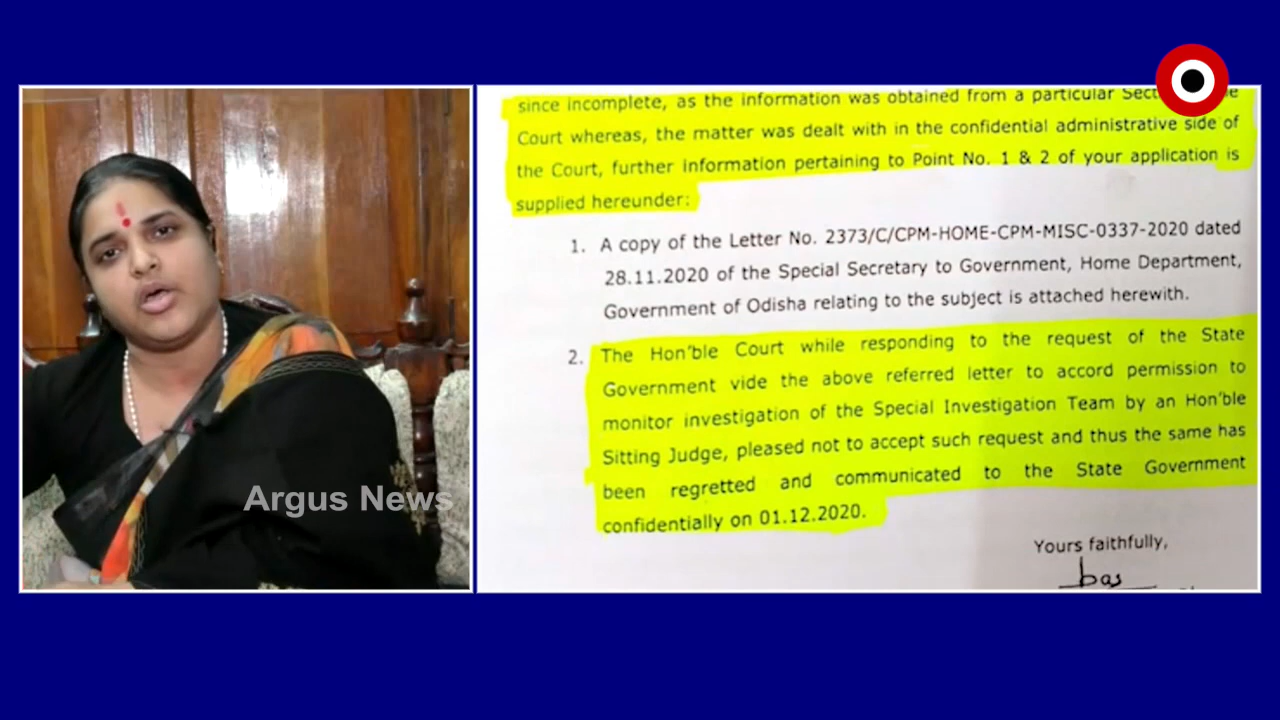 since incomplete, as the information was obtained from a particular
Court whereas, the matter was dealt with in the confidential administrative side of
the Court, further information pertaining to Point No. 1 & 2 of your application is
supplied hereunder:
1. A copy of the Letter No. 2373/C/CPM-HOME-CPM-MISC-0337-2020 dated
28.11.2020 of the Special Secretary to Government, Home Department,
Government of Odisha relating to the subject is attached herewith.
2. The Hon'ble Court while responding to the request of the State
Government vide the above referred letter to accord permission to
monitor investigation of the Special Investigation Team by an Hon'ble
Sitting Judge, pleased not to accept such request and thus the same has
been regretted and communicated to the State Government
confidentially on 01.12.2020.
Yours faithfully,
Argus News